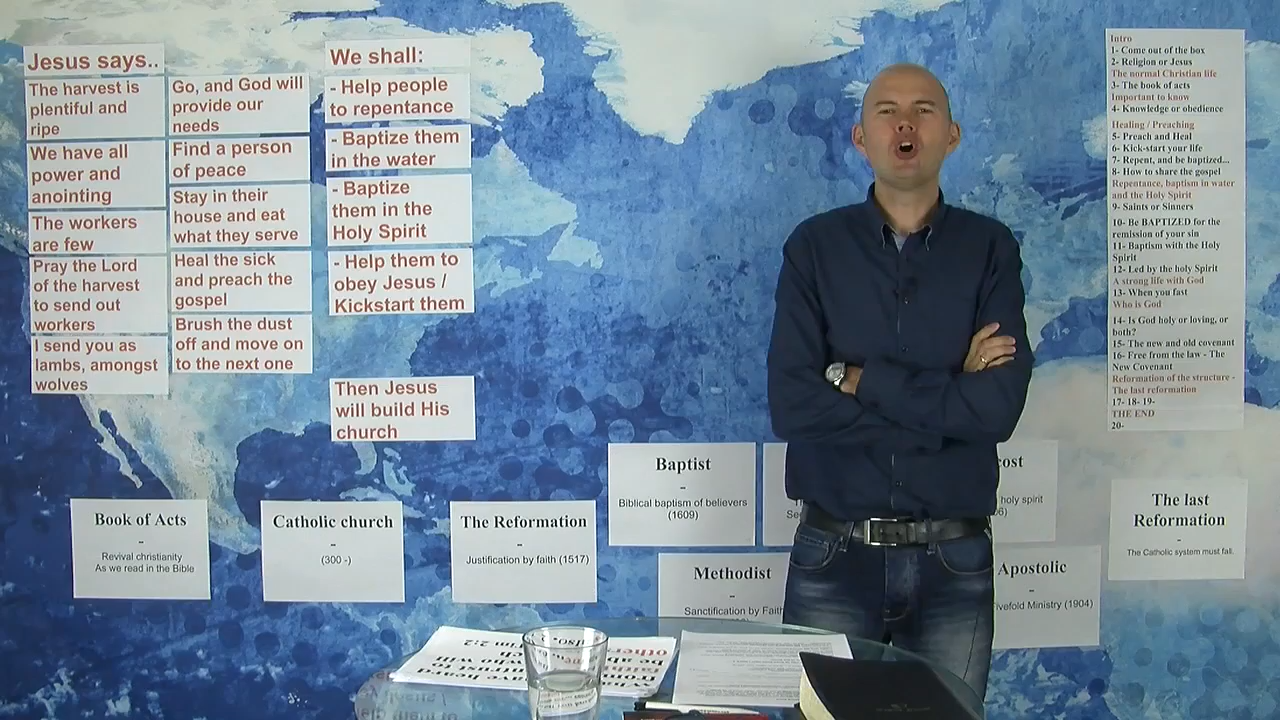 Jesus says..
The harvest is
plentiful and
ripe
We have all
power and
anointing
The workers
are few
Pray the Lord
of the harvest
to send out
workers
I send you as
lambs, amongst
wolves
Go, and God will
provide our
needs
Find a person
of peace
Stay in their
house and eat
what they serve
Heal the sick
and preach the
gospel
Brush the dust
off and move on
to the next one
We shall:
- Help people
to repentance
- Baptize them
in the water
- Baptize
them in the
Holy Spirit
- Help them to
obey Jesus /
Kickstart them
Then Jesus
will build His
church
Intro
1- Come out of the box
2- Religion or Jesus
The normal Christian life
3- The book of acts
Important to know
4- Knowledge or obedience
Healing / Preaching
5- Preach and Heal
6- Kick-start your life
7- Repent, and be baptized...
8- How to share the gospel
Repentance, baptism in water
and the Holy Spirit
9- Saints or Sinners
10- Be BAPTIZED for the
remission of your sin
11- Baptism with the Holy
Spirit
12- Led by the holy Spirit
A strong life with God
13- When you fast
Who is God
14- Is God holy or loving, or
both?
15- The new and old covenant
16- Free from the law - The
New Covenant
Reformation of the structure -
The last reformation
17- 18- 19-
THE END
20-
Book of Acts
-
Revival christianity
As we read in the Bible
Catholic church
-
(300 -)
The Reformation
-
Justification by faith (1517)
Baptist
-
Biblical baptism of believers
(1609)
Methodist
-
Sanctification by Faith
cost
holy spirit
Apostolic
-
ivefold Ministry (1904)
The last
Reformation
-
The Catholic system must fall.